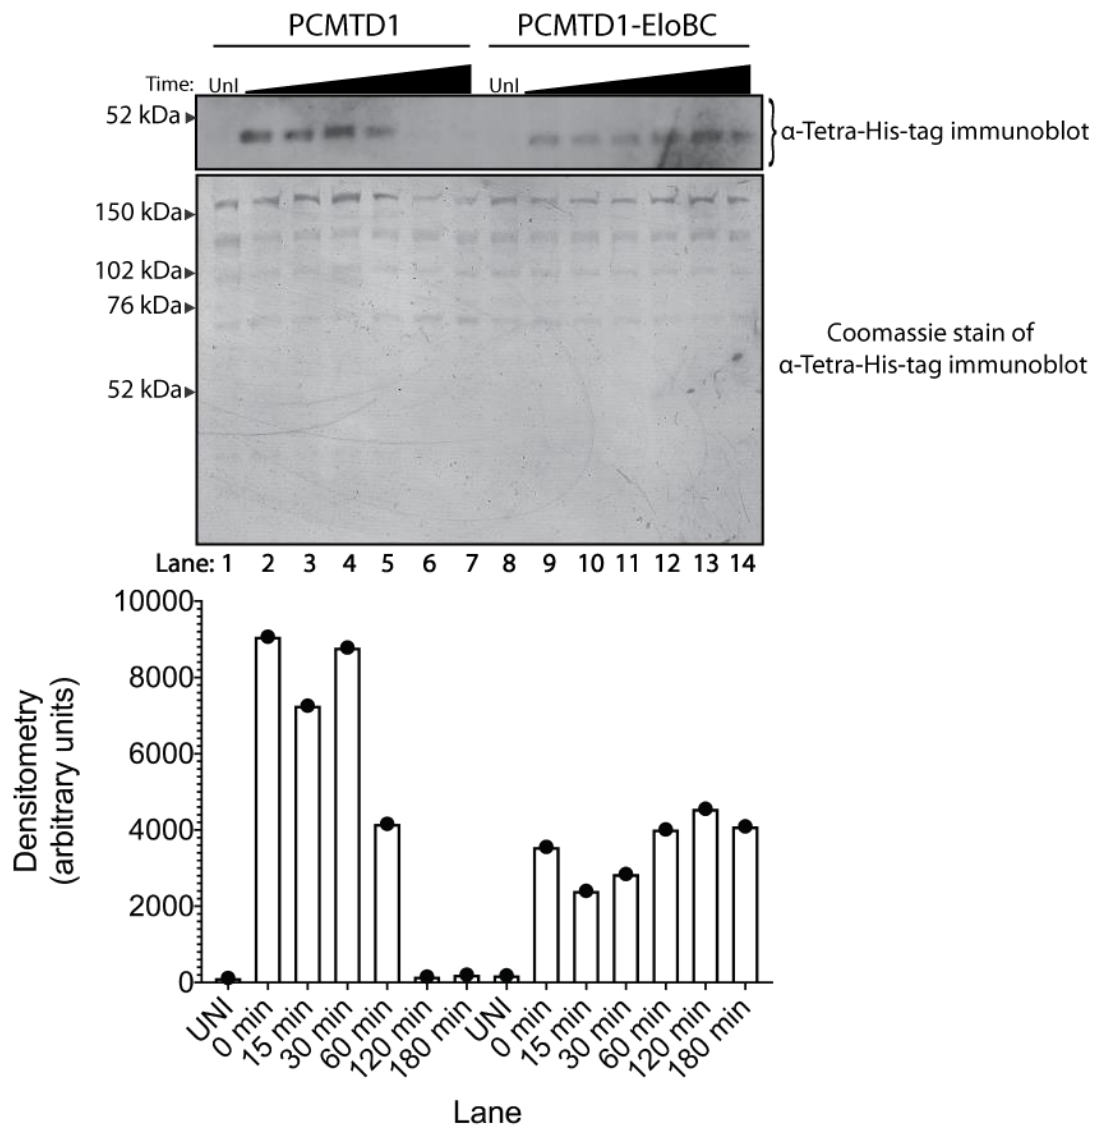 PCMTD1 PCMTD1-EloBC
Time: UnI UnI
52 kDa
α-Tetra-His-tag immunoblot
150 kDa
102 kDa
76 kDa
Coomassie stain of
α-Tetra-His-tag immunoblot
52 kDa
Lane: 1 2 3 4 5 6 7 8 9 10 11 12 13 14
10000
8000
6000
4000
2000
0
Densitometry
(arbitrary units)
UNI 0 min 15 min 30 min 60 min 120 min 180 min UNI 0 min 15 min 30 min 60 min 120 min 180 min
Lane